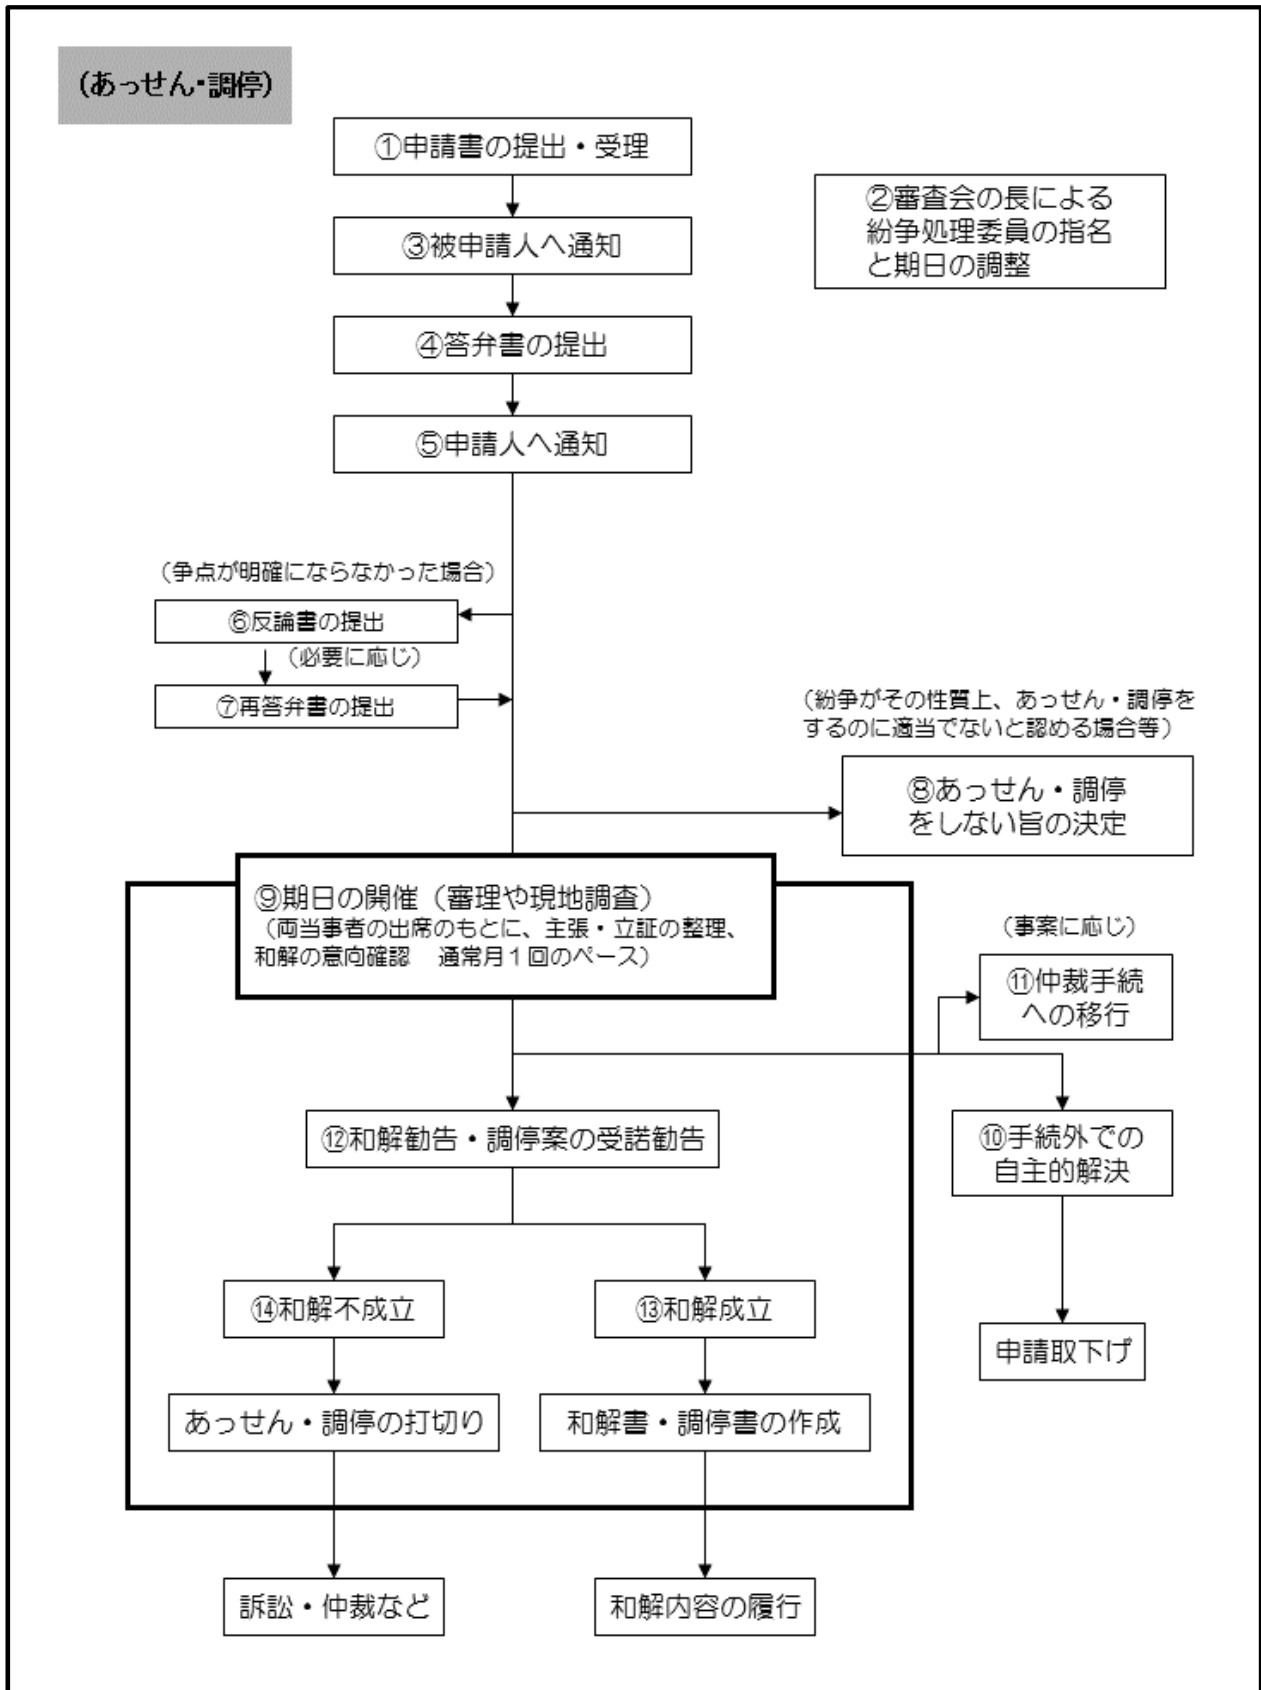 (あっせん・調停)
①申請書の提出・受理
②審査会の長による
紛争処理委員の指名
と期日の調整
③被申請人へ通知
④答弁書の提出
⑤申請人へ通知
（争点が明確にならなかった場合）
⑥反論書の提出
（必要に応じ）
⑦再答弁書の提出
（紛争がその性質上、あっせん・調停を
するのに適当でないと認める場合等）
⑧あっせん・調停
をしない旨の決定
⑨期日の開催（審理や現地調査）
（両当事者の出席のもとに、主張・立証の整理、
和解の意向確認　通常月１回のペース）
（事案に応じ）
⑪仲裁手続
への移行
⑫和解勧告・調停案の受諾勧告
⑩手続外での
自主的解決
⑭和解不成立
⑬和解成立
申請取下げ
あっせん・調停の打切り
和解書・調停書の作成
訴訟・仲裁など
和解内容の履行